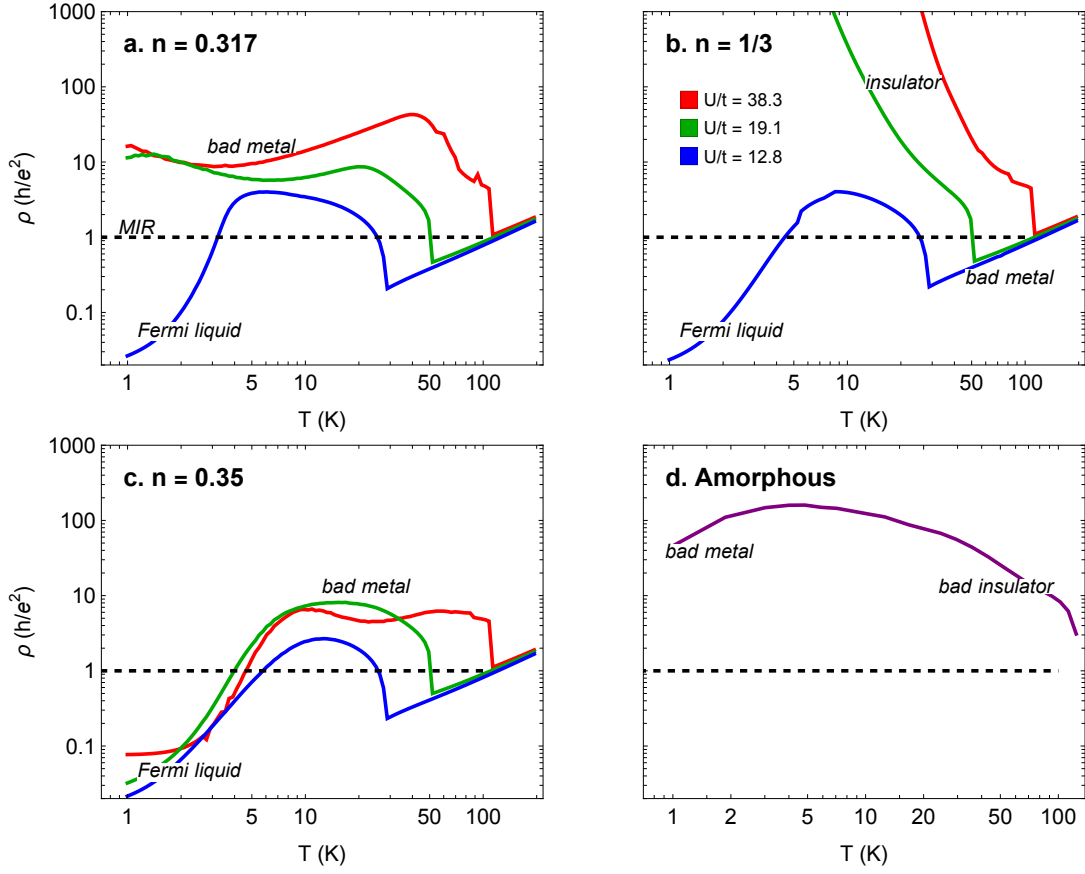 a. n = 0.317
1000
100
10
1
0.1
ρ (h/e²)
bad metal
MIR
Fermi liquid
1
5
10
50
100
T (K)
b. n = 1/3
insulator
U/t = 38.3
U/t = 19.1
U/t = 12.8
bad metal
Fermi liquid
1
5
10
50
100
T (K)
c. n = 0.35
1000
100
10
1
0.1
ρ (h/e²)
bad metal
Fermi liquid
1
5
10
50
100
T (K)
d. Amorphous
bad metal
bad insulator
1
2
5
10
20
50
100
T (K)